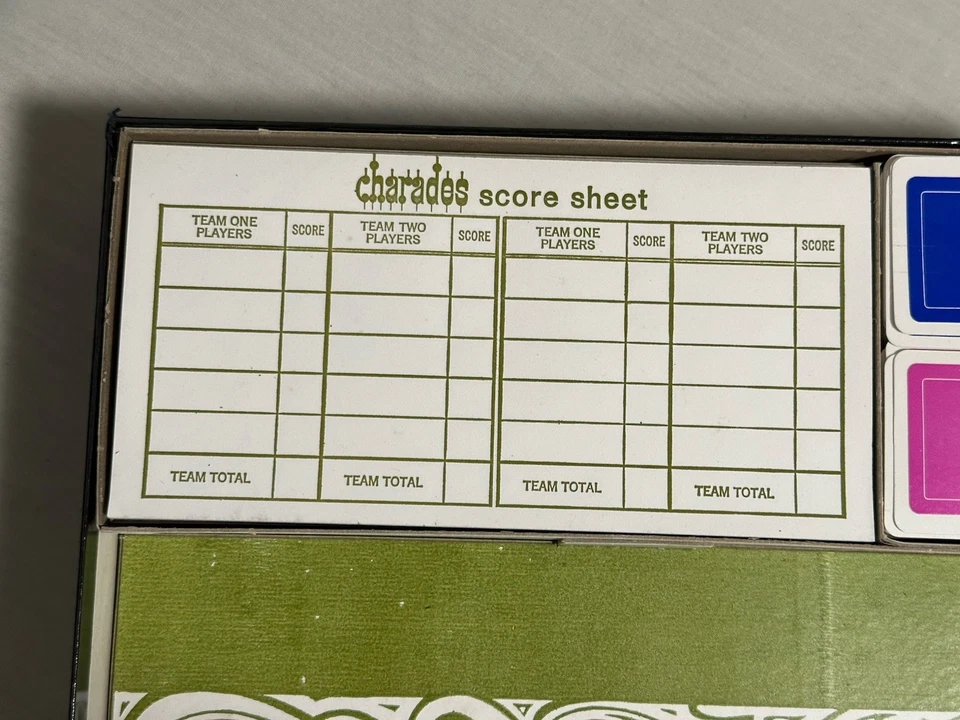 charades score sheet
TEAM ONE PLAYERS SCORE TEAM TWO PLAYERS SCORE TEAM ONE PLAYERS SCORE TEAM TWO PLAYERS SCORE
TEAM TOTAL TEAM TOTAL TEAM TOTAL TEAM TOTAL